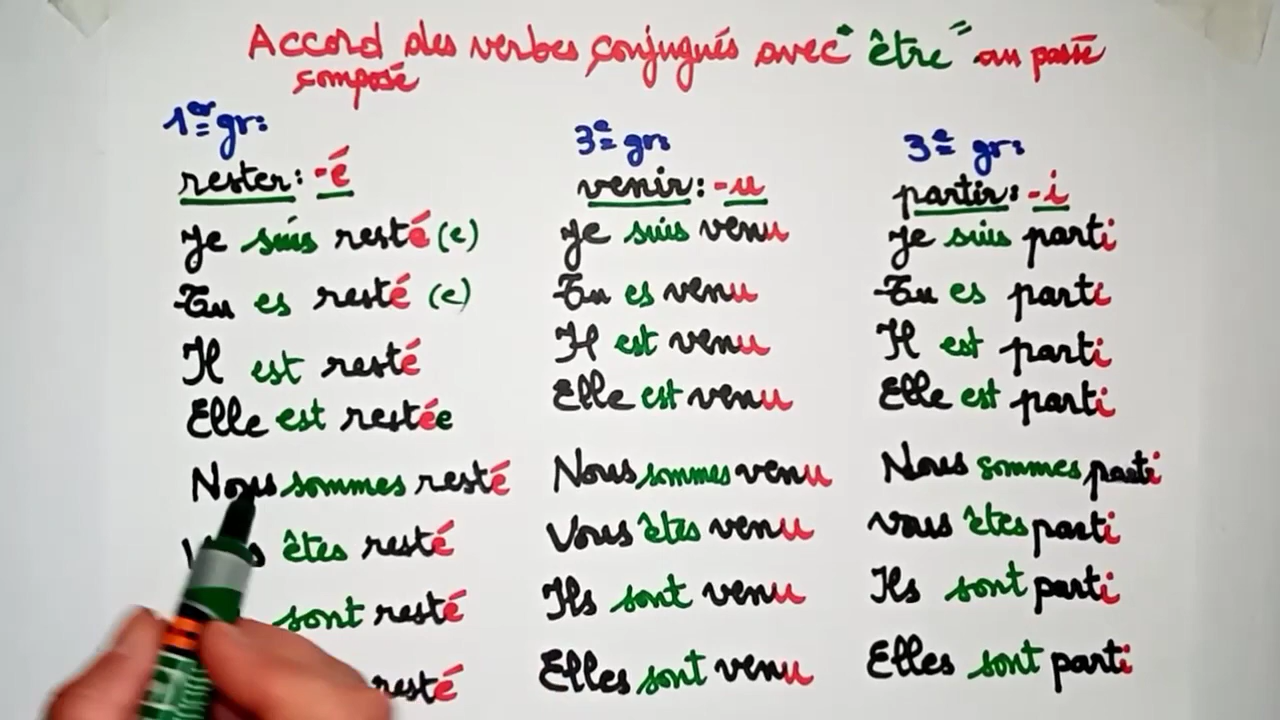 Accord des verbes conjugués avec "être" au passé
composé
1er gr:
rester: -é
Je suis resté (e)
Tu es resté (e)
Il est resté
Elle est restée
Nous sommes resté
êtes resté
sont resté
resté
3e gr:
venir: -u
Je suis venu
Tu es venu
Il est venu
Elle est venu
Nous sommes venu
Vous êtes venu
Ils sont venu
Elles sont venu
3e gr:
partir: -i
Je suis parti
Tu es parti
Il est parti
Elle est parti
Nous sommes parti
Vous êtes parti
Ils sont parti
Elles sont parti